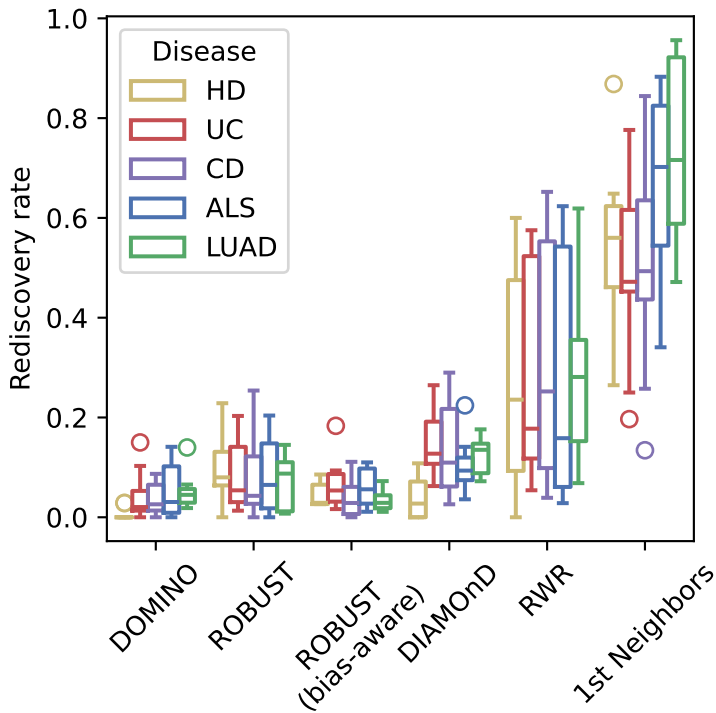 Rediscovery rate
1.0
0.8
0.6
0.4
0.2
0.0
Disease
HD
UC
CD
ALS
LUAD
DOMINO
ROBUST
ROBUST
(bias-aware)
DIAMOnD
RWR
1st Neighbors